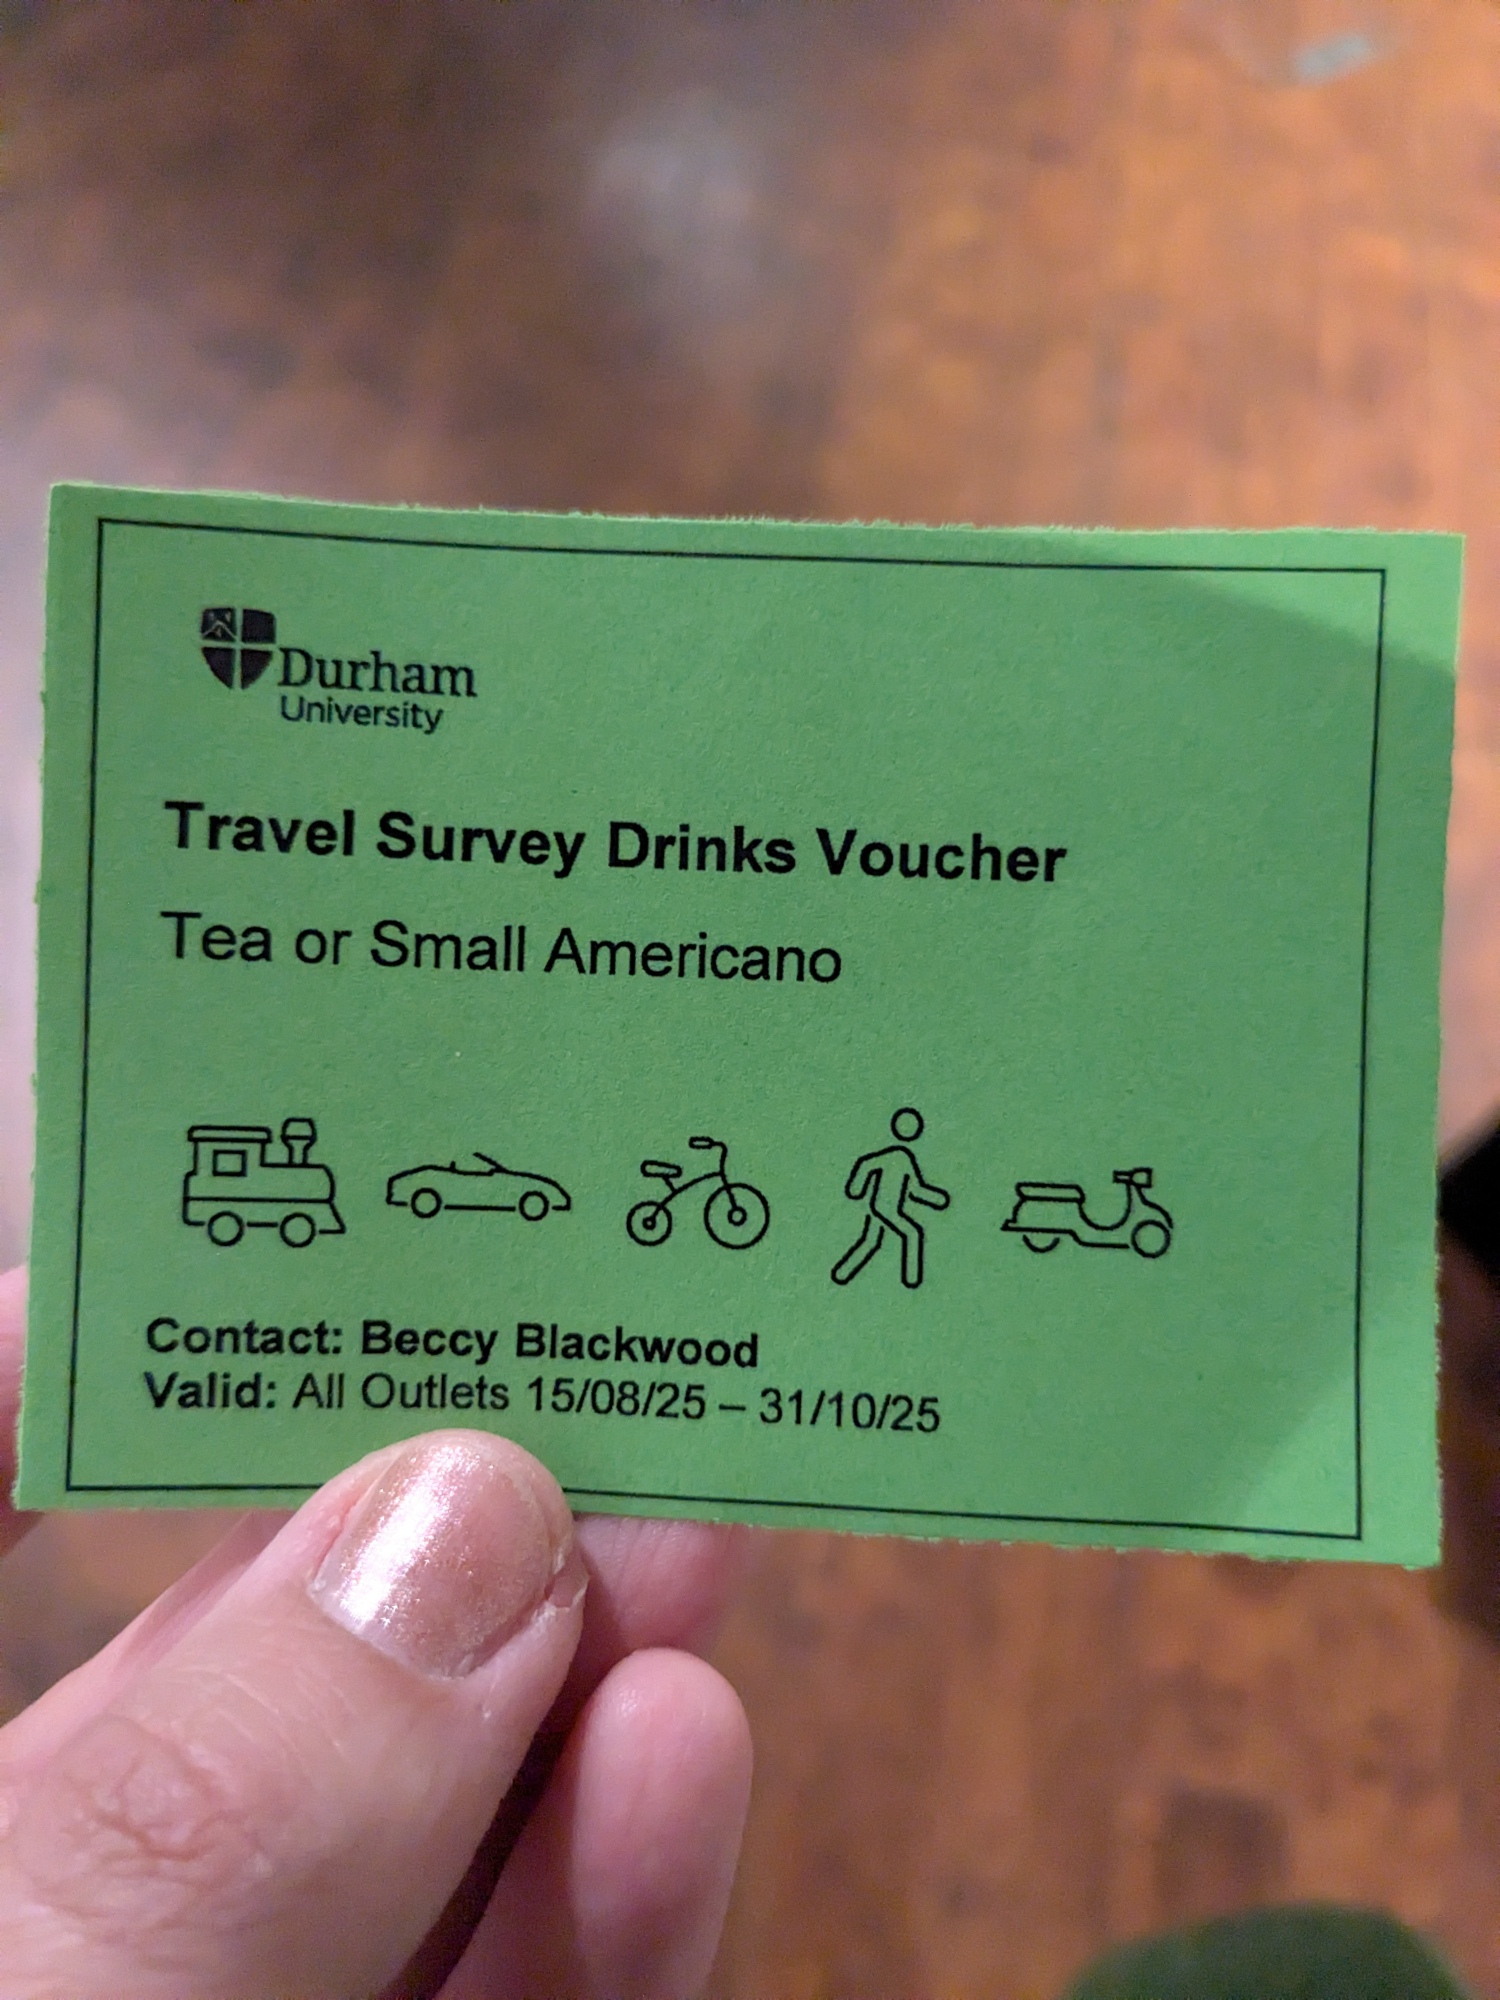 Durham
University
Travel Survey Drinks Voucher
Tea or Small Americano
Contact: Beccy Blackwood
Valid: All Outlets 15/08/25 – 31/10/25